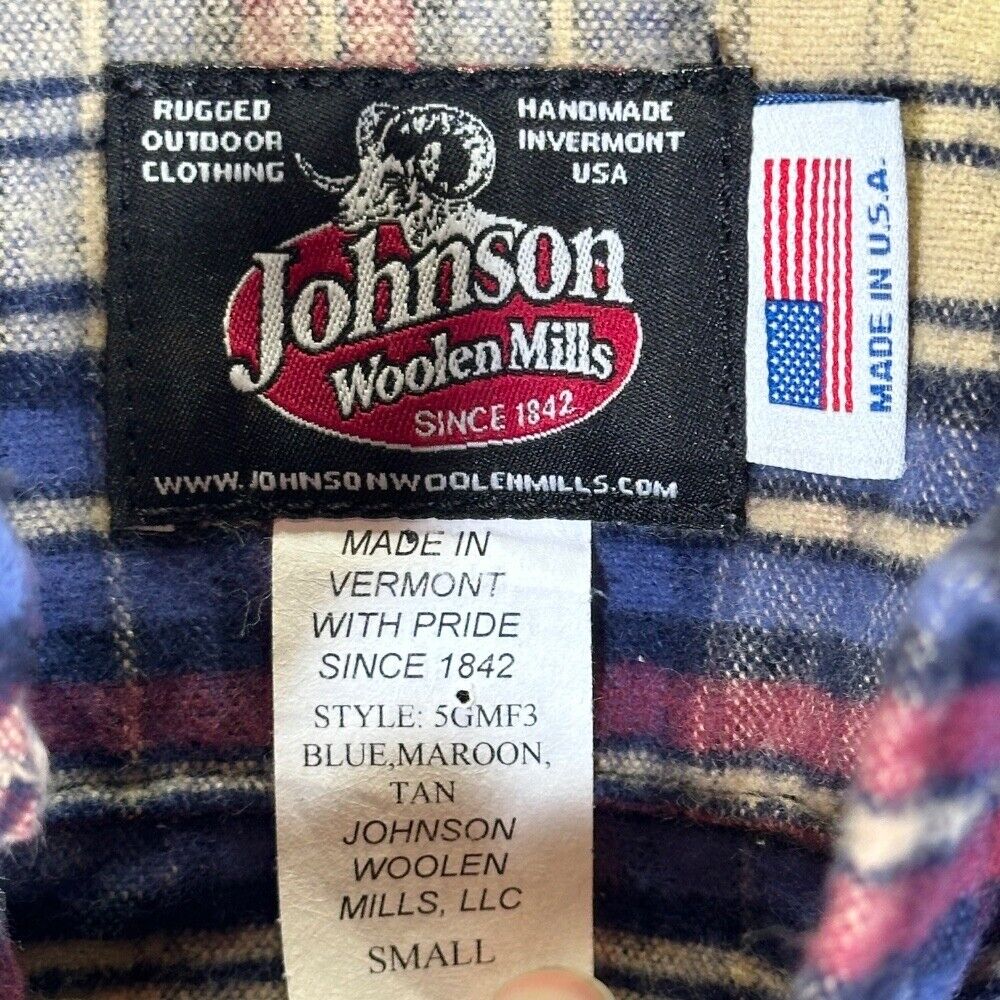 RUGGED
OUTDOOR
CLOTHING
HANDMADE
INVERMONT
USA
Johnson
Woolen Mills
SINCE 1842
WWW.JOHNSONWOOLENMILLS.COM
MADE IN U.S.A.
MADE IN
VERMONT
WITH PRIDE
SINCE 1842
STYLE: 5GMF3
BLUE,MAROON,
TAN
JOHNSON
WOOLEN
MILLS, LLC
SMALL